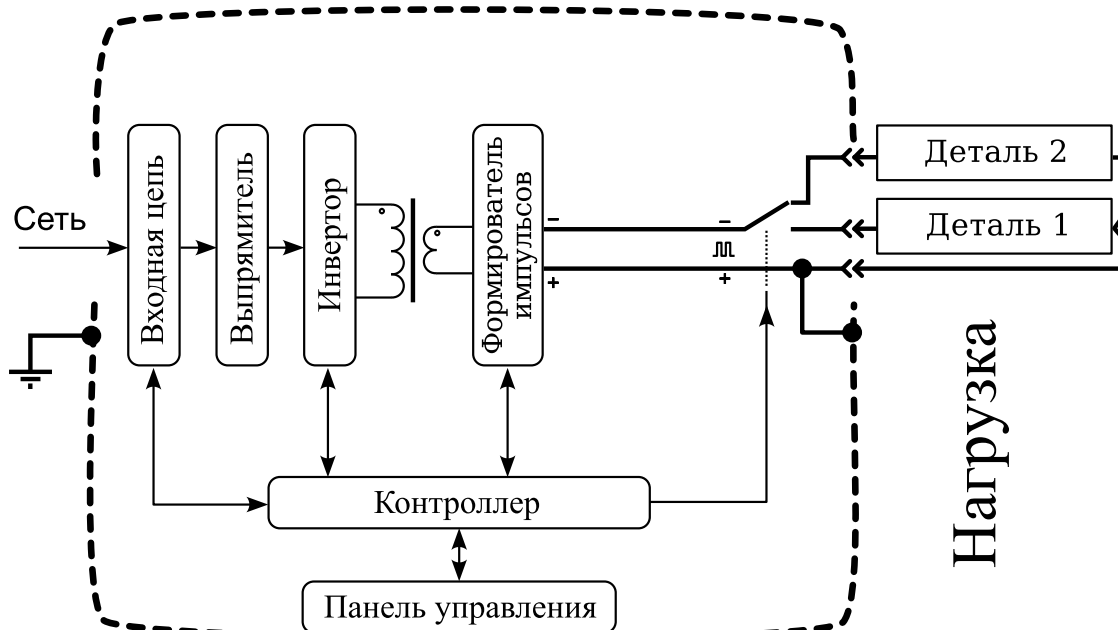 Деталь 2
Сеть
Деталь 1
Входная цепь
Выпрямитель
Инвертор
Формирователь
импульсов
–
+
–
+
Нагрузка
Контроллер
Панель управления